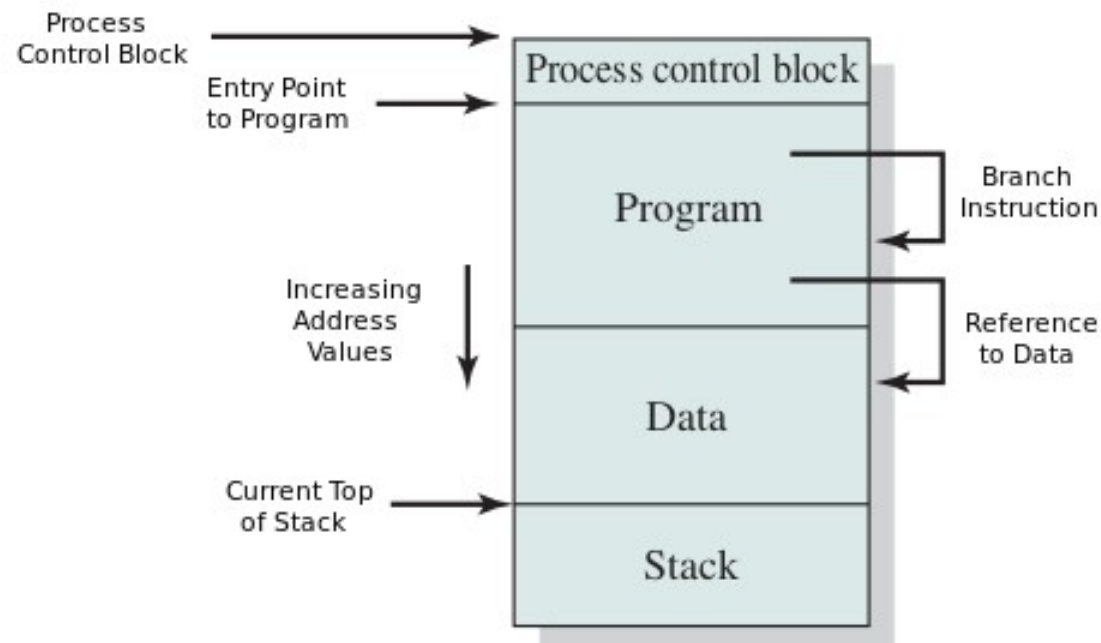 Process
Control Block
Process control block
Entry Point
to Program
Program
Branch
Instruction
Increasing
Address
Values
Reference
to Data
Data
Current Top
of Stack
Stack